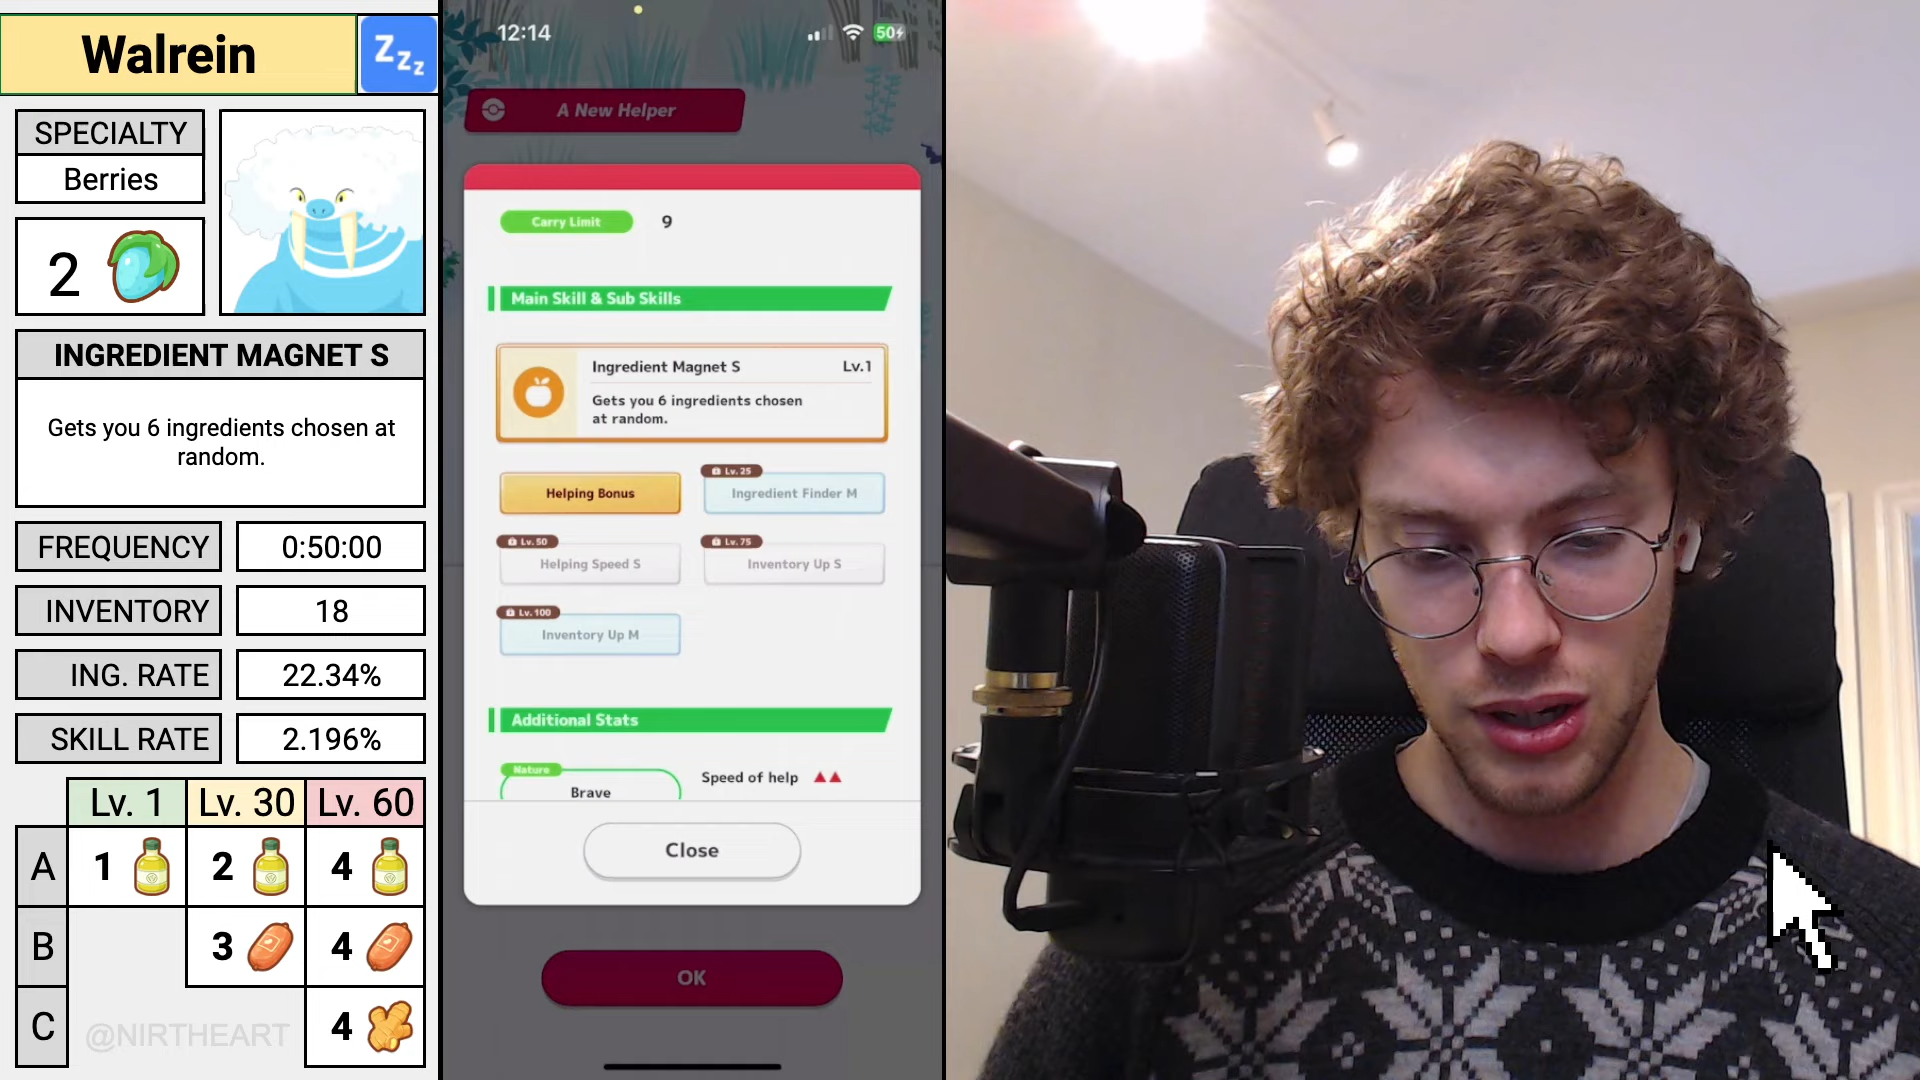 Walrein
Zzz
SPECIALTY
Berries
2
INGREDIENT MAGNET S
Gets you 6 ingredients chosen at
random.
FREQUENCY 0:50:00
INVENTORY 18
ING. RATE 22.34%
SKILL RATE 2.196%
Lv. 1 Lv. 30 Lv. 60
A 1 2 4
B 3 4
C 4
@NIRTHEART
12:14
50
A New Helper
Carry Limit 9
Main Skill & Sub Skills
Ingredient Magnet S Lv.1
Gets you 6 ingredients chosen
at random.
Helping Bonus
Lv. 25
Ingredient Finder M
Lv. 50
Helping Speed S
Lv. 75
Inventory Up S
Lv. 100
Inventory Up M
Additional Stats
Nature
Brave
Speed of help
Close
OK